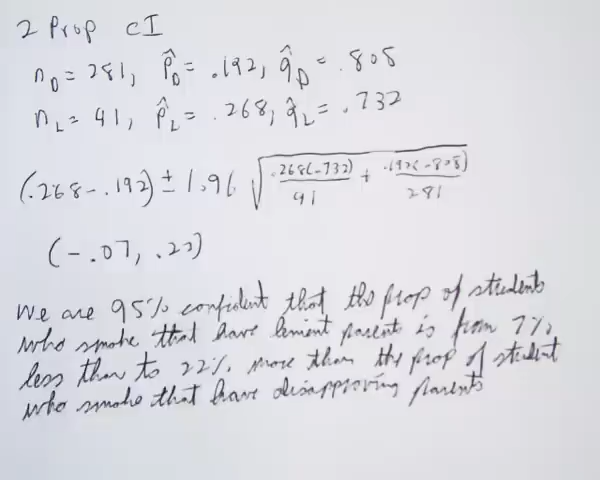 2 Prop CI
n_D = 281, p̂_D = .192, q̂_D = .808
n_L = 41, p̂_L = .268, q̂_L = .732
(.268 - .192) ± 1.96 √(.268(.732)/41 + .192(.808)/281)
(-.07, .22)
We are 95% confident that the prop of students
who smoke that have lenient parent is from 7%
less than to 22% more than the prop of student
who smoke that have disapproving parents